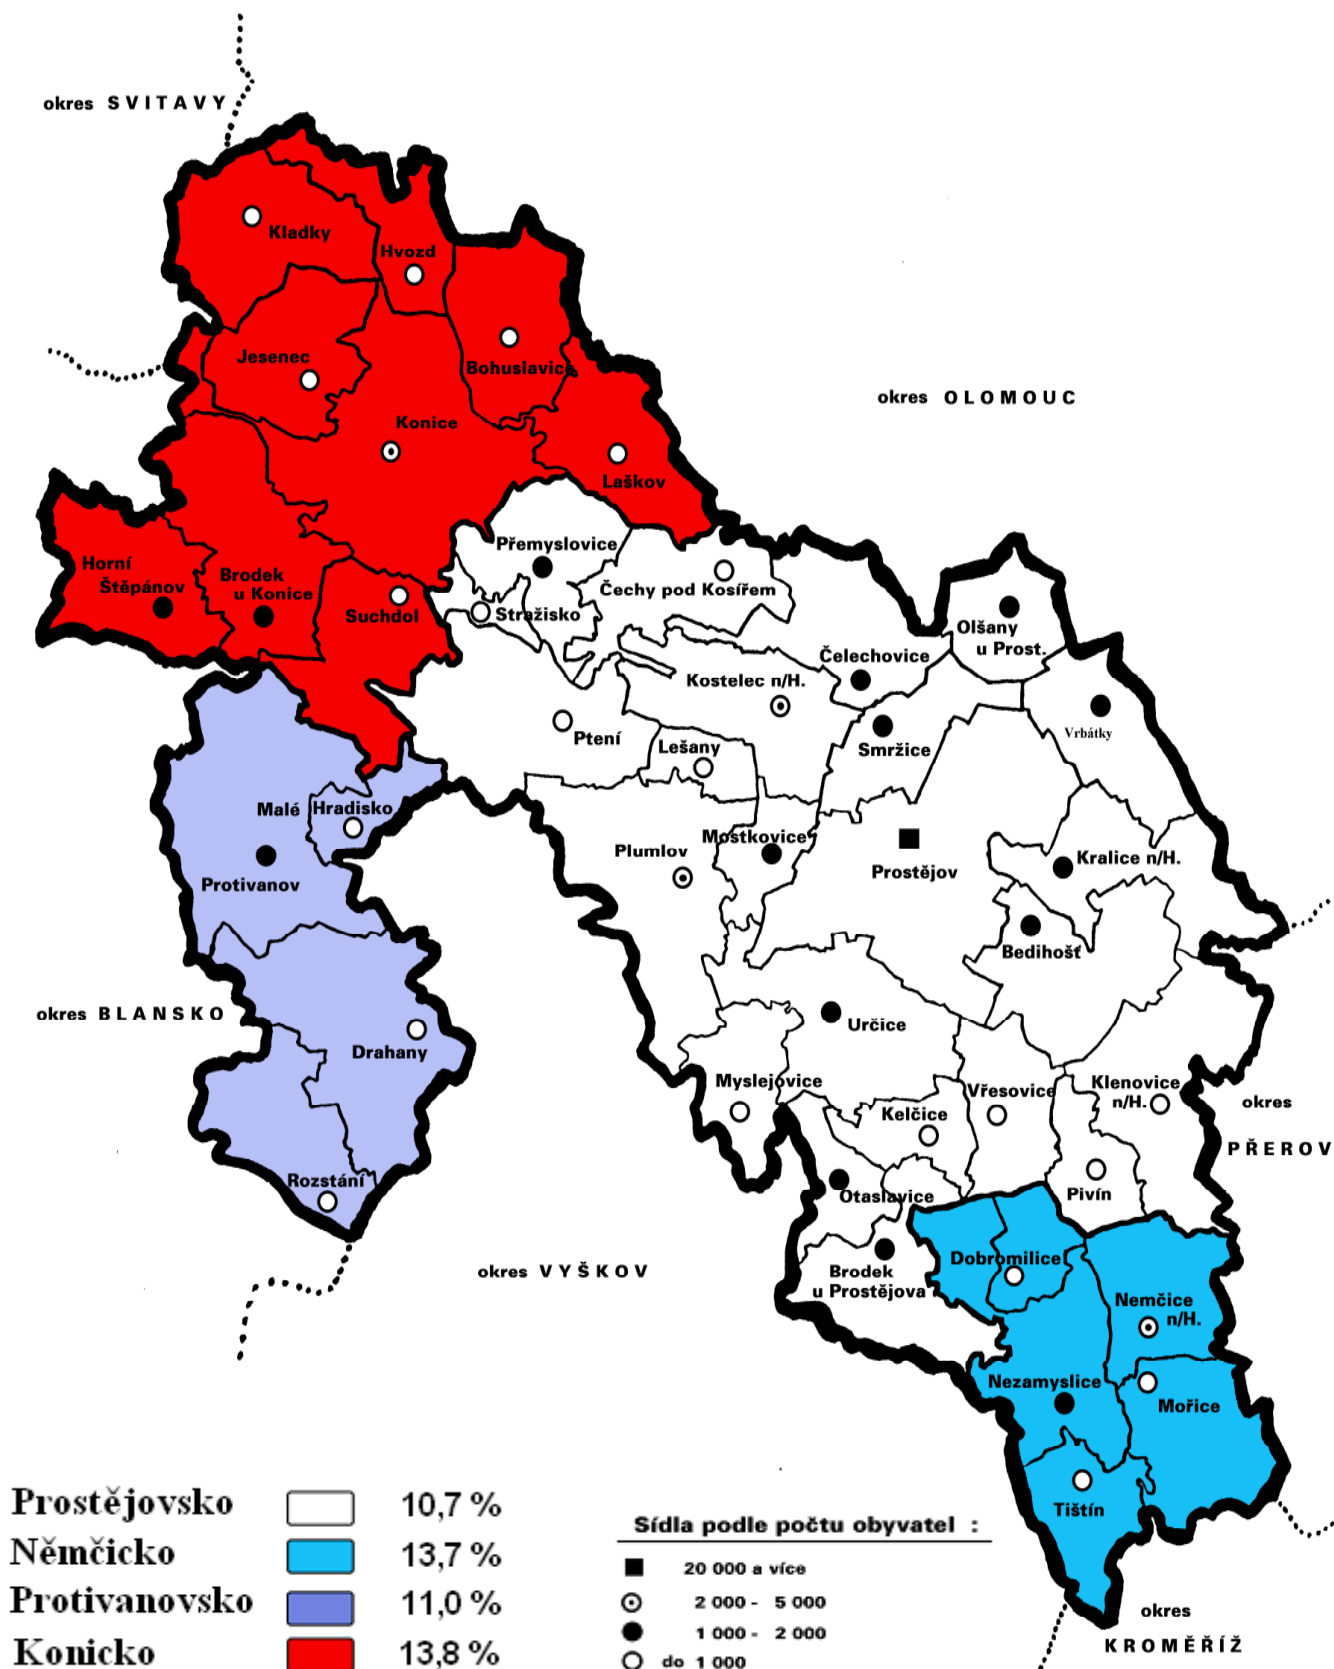 okres SVITAVY
Kladky
Hvozd
Jesenec
Bohuslavice
okres OLOMOUC
Konice
Laškov
Přemyslovice
Horní
Štěpánov
Brodek
u Konice
Suchdol
Čechy pod Kosířem
Stražisko
Olšany
u Prost.
Čelechovice
Kostelec n/H.
Vrbátky
Ptení
Lešany
Smržice
Malé Hradisko
Mostkovice
Plumlov
Prostějov
Kralice n/H.
Protivanov
Bedihošť
okres BLANSKO
Určice
Drahany
Myslejovice
Vřesovice
Klenovice
n/H.
Kelčice
okres
PŘEROV
Rozstání
Otaslavice
Pivín
okres VYŠKOV
Brodek
u Prostějova
Dobromilice
Nemčice
n/H.
Nezamyslice
Mořice
Tištín
Prostějovsko 10,7 %
Němčicko 13,7 %
Protivanovsko 11,0 %
Konicko 13,8 %
Sídla podle počtu obyvatel :
20 000 a více
2 000 - 5 000
1 000 - 2 000
do 1 000
okres
KROMĚŘÍŽ